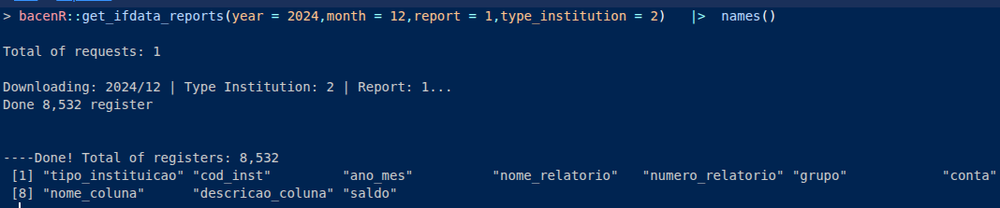 > bacenR::get_ifdata_reports(year = 2024,month = 12,report = 1,type_institution = 2)   |>  names()
Total of requests: 1
Downloading: 2024/12 | Type Institution: 2 | Report: 1...
Done 8,532 register
----Done! Total of registers: 8,532
[1] "tipo_instituicao" "cod_inst"         "ano_mes"          "nome_relatorio"   "numero_relatorio" "grupo"            "conta"
[8] "nome_coluna"      "descricao_coluna" "saldo"